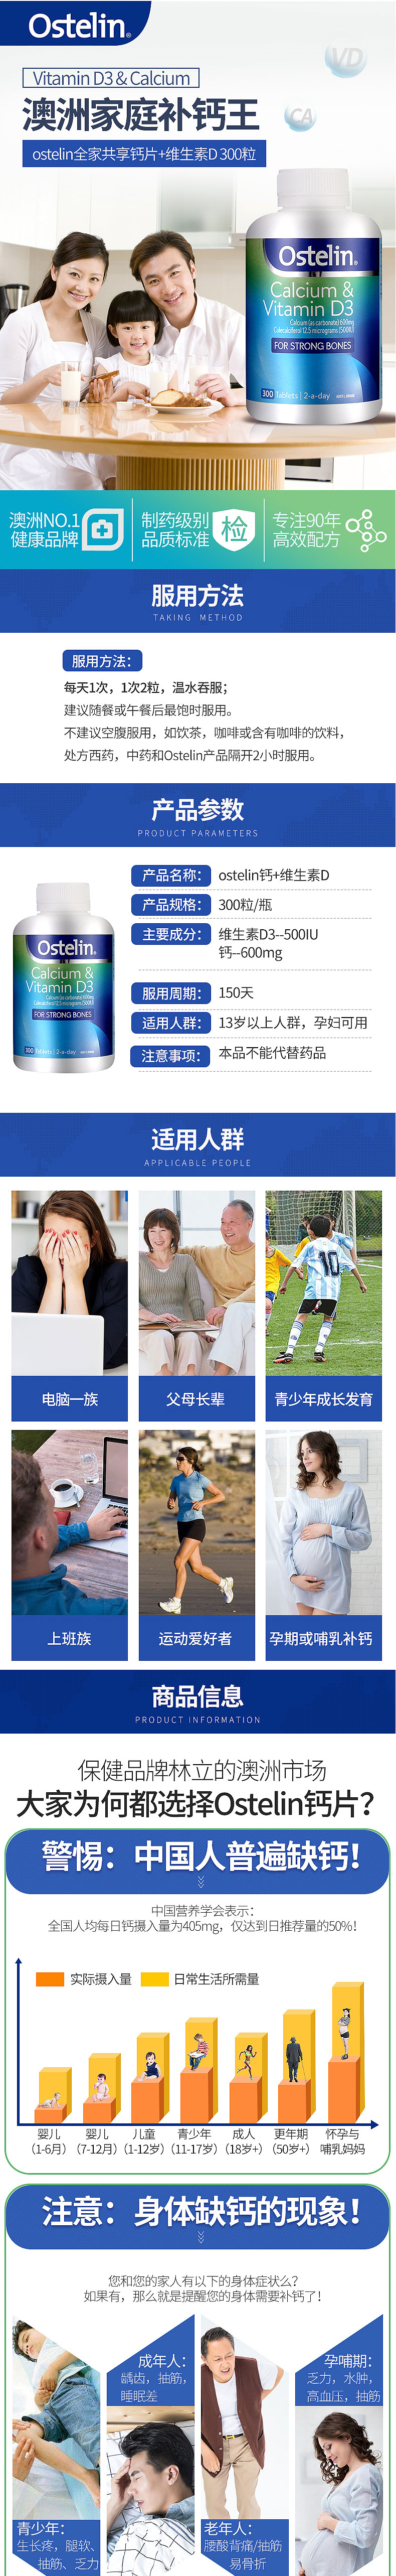 Ostelin®
VD
Vitamin D3 & Calcium
CA
澳洲家庭补钙王
ostelin全家共享钙片+维生素D 300粒
Ostelin®
Calcium &
Vitamin D3
Calcium (as carbonate) 600mg
Colecalciferol 12.5 micrograms (500IU)
FOR STRONG BONES
300 Tablets | 2-a-day
澳洲NO.1
健康品牌
制药级别
品质标准
检
专注90年
高效配方
服用方法
TAKING METHOD
服用方法：
每天1次，1次2粒，温水吞服；
建议随餐或午餐后最饱时服用。
不建议空腹服用，如饮茶，咖啡或含有咖啡的饮料，
处方西药，中药和Ostelin产品隔开2小时服用。
产品参数
PRODUCT PARAMETERS
Ostelin®
Calcium &
Vitamin D3
Calcium (as carbonate) 600mg
Colecalciferol 12.5 micrograms (500IU)
FOR STRONG BONES
300 Tablets | 2-a-day
产品名称： ostelin钙+维生素D
产品规格： 300粒/瓶
主要成分： 维生素D3--500IU
钙--600mg
服用周期： 150天
适用人群： 13岁以上人群，孕妇可用
注意事项： 本品不能代替药品
适用人群
APPLICABLE PEOPLE
10
电脑一族
父母长辈
青少年成长发育
上班族
运动爱好者
孕期或哺乳补钙
商品信息
PRODUCT INFORMATION
保健品牌林立的澳洲市场
大家为何都选择Ostelin钙片？
警惕：中国人普遍缺钙！
中国营养学会表示：
全国人均每日钙摄入量为405mg，仅达到日推荐量的50%！
实际摄入量 日常生活所需量
婴儿 婴儿 儿童 青少年 成人 更年期 怀孕与
（1-6月） （7-12月） （1-12岁） （11-17岁） （18岁+） （50岁+） 哺乳妈妈
注意：身体缺钙的现象！
您和您的家人有以下的身体症状么？
如果有，那么就是提醒您的身体需要补钙了！
成年人：
龋齿，抽筋，
睡眠差
孕哺期：
乏力，水肿，
高血压，抽筋
青少年：
生长疼，腿软、
抽筋、乏力
老年人：
腰酸背痛/抽筋
易骨折